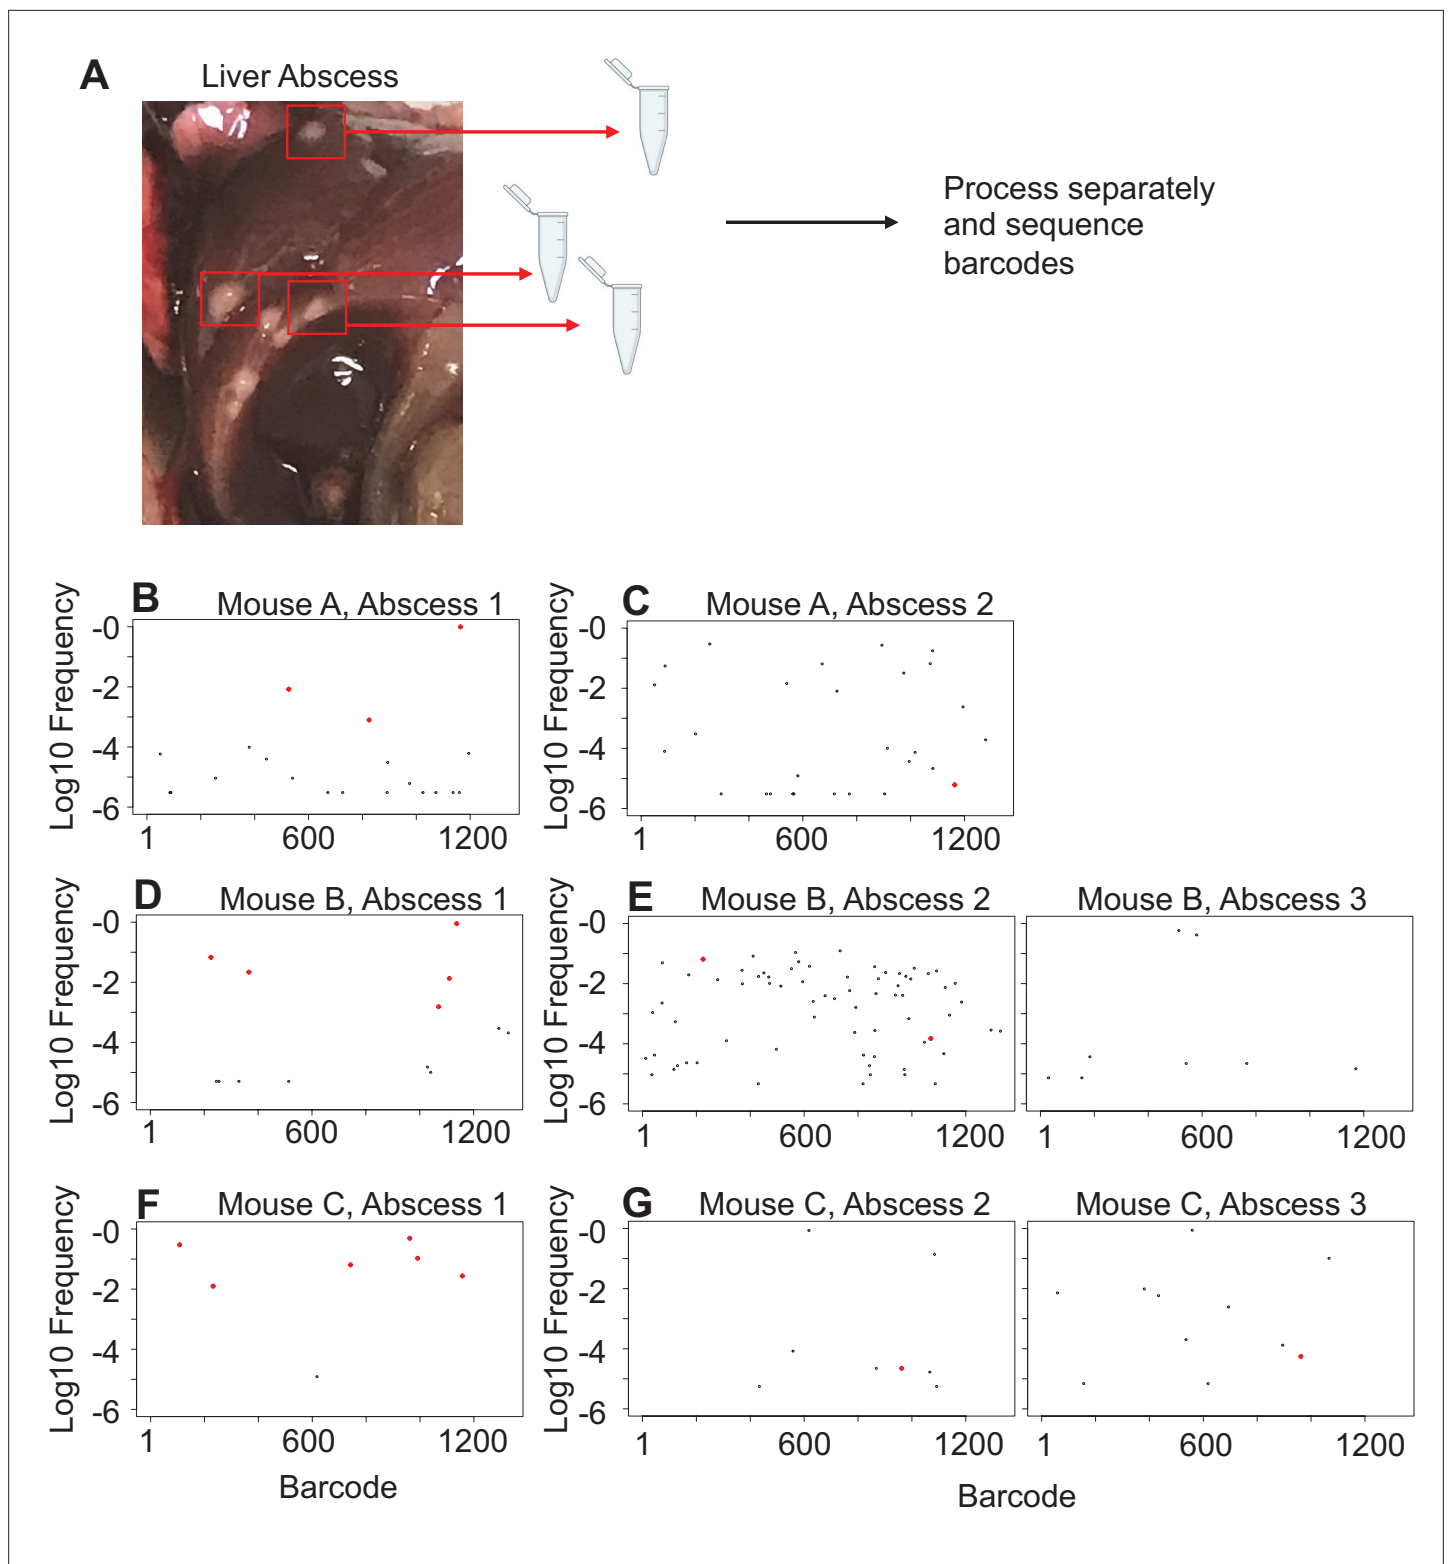 A
Liver Abscess
Process separately
and sequence
barcodes
B
Mouse A, Abscess 1
Log10 Frequency
-0
-2
-4
-6
1
600
1200
C
Mouse A, Abscess 2
Log10 Frequency
-0
-2
-4
-6
1
600
1200
D
Mouse B, Abscess 1
Log10 Frequency
-0
-2
-4
-6
1
600
1200
E
Mouse B, Abscess 2
Log10 Frequency
-0
-2
-4
-6
1
600
1200
Mouse B, Abscess 3
1
600
1200
F
Mouse C, Abscess 1
Log10 Frequency
-0
-2
-4
-6
1
600
1200
Barcode
G
Mouse C, Abscess 2
Log10 Frequency
-0
-2
-4
-6
1
600
1200
Mouse C, Abscess 3
1
600
1200
Barcode